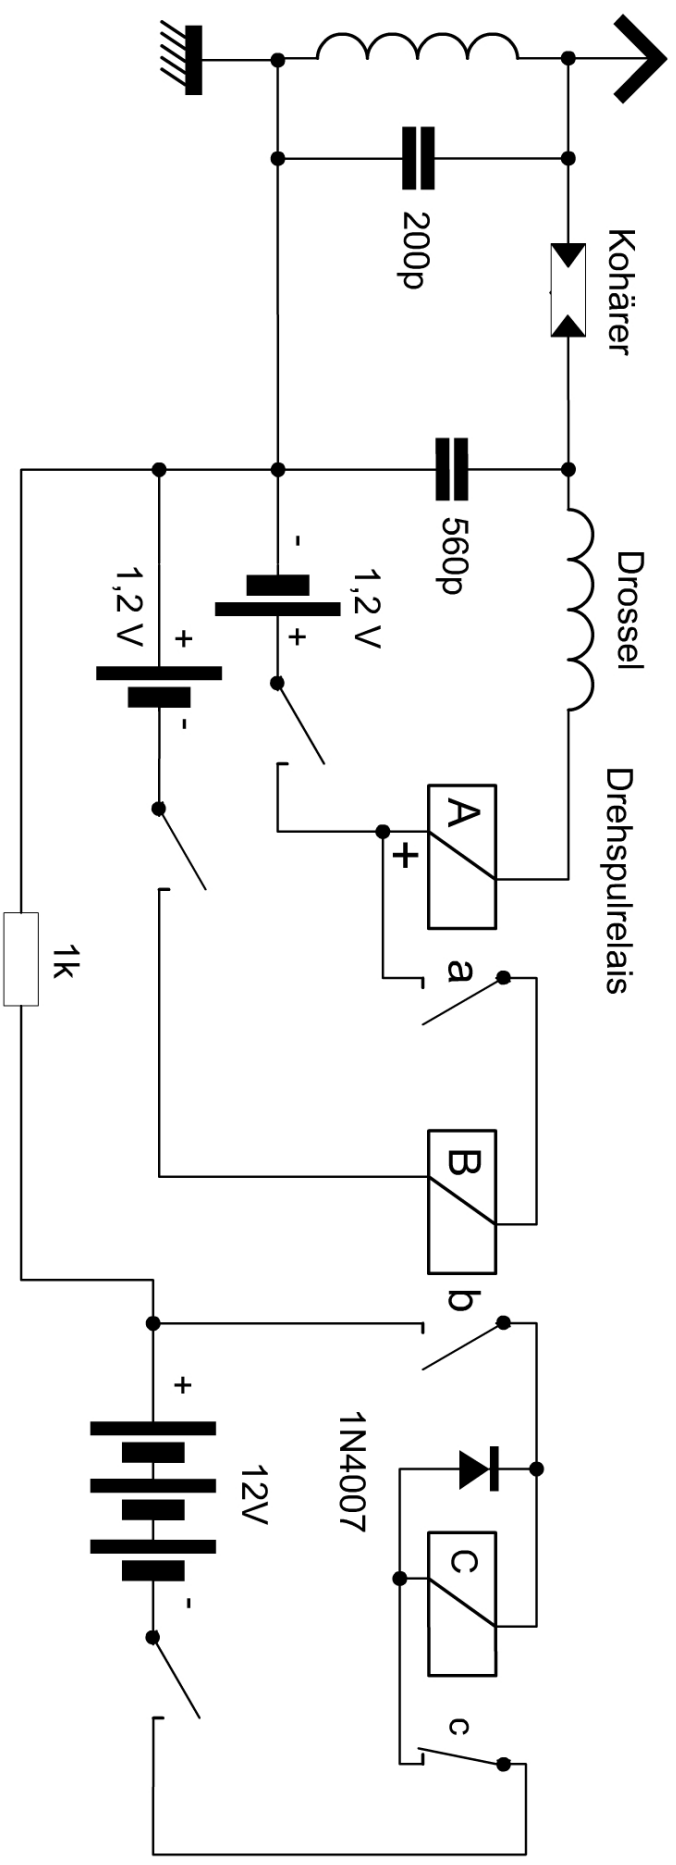 Kohärer
200p
Drossel
560p
1,2 V
-
+
1,2 V
+
-
Drehspulrelais
A
+
a
1k
B
b
1N4007
12V
+
-
C
c